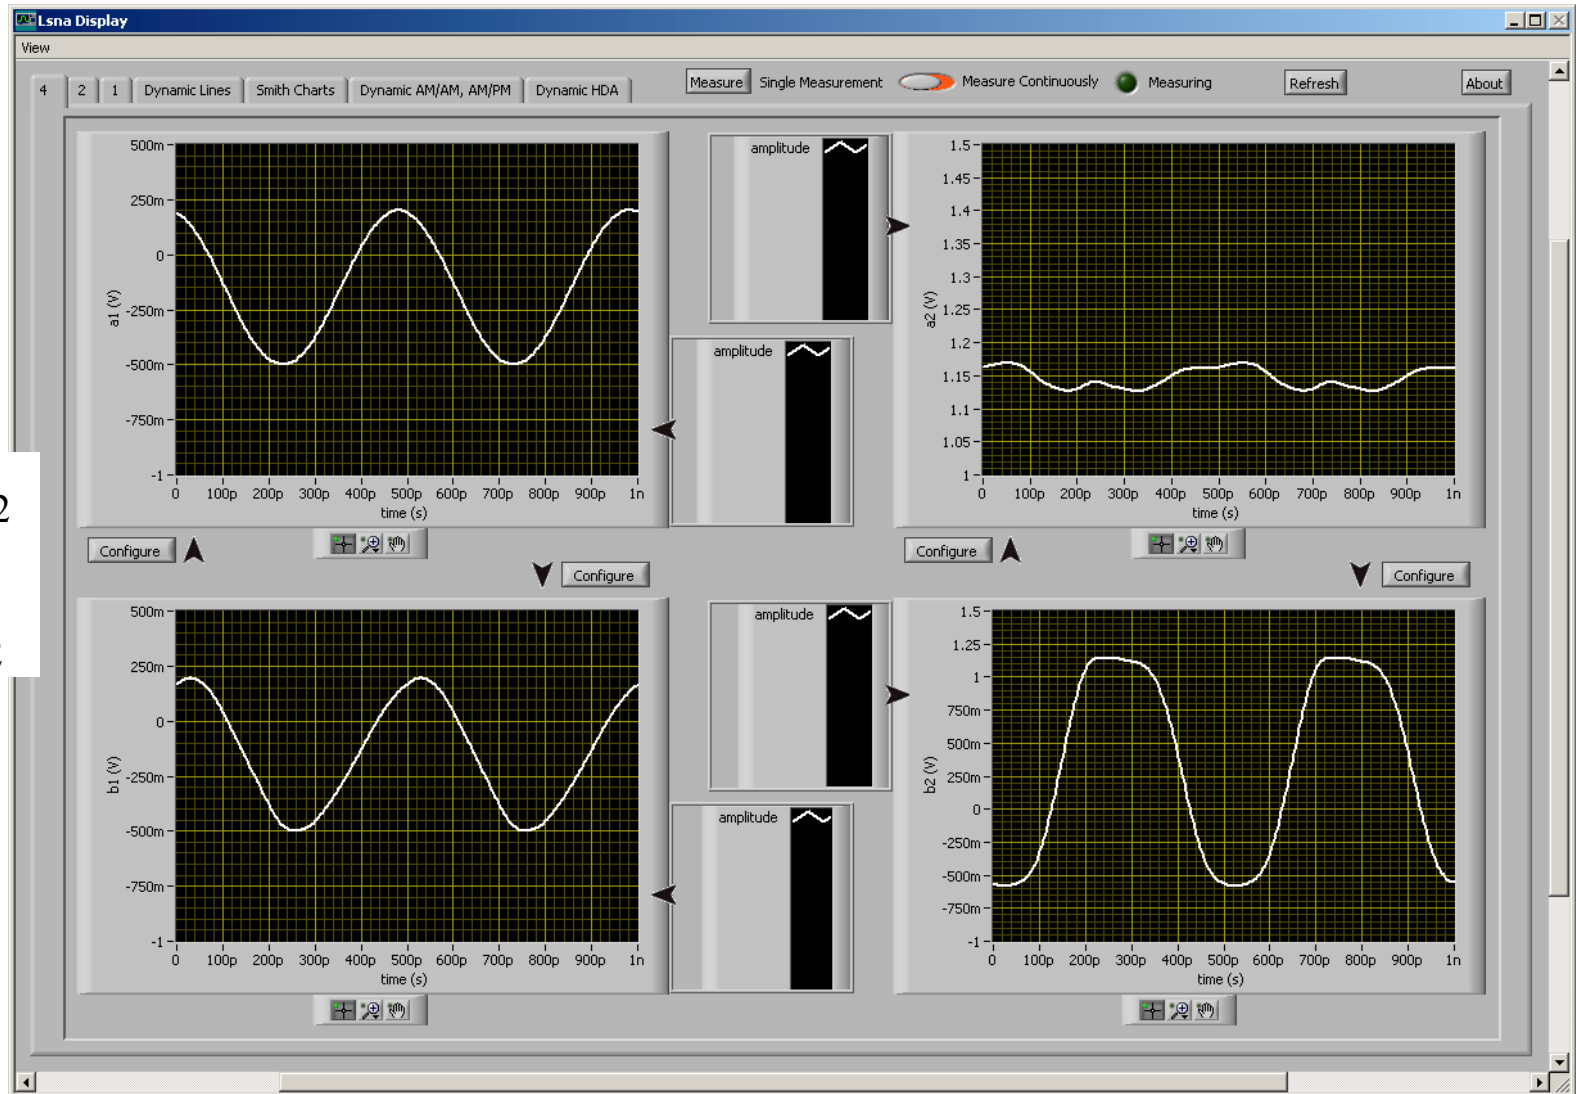 Lsna Display
View
4 2 1 Dynamic Lines Smith Charts Dynamic AM/AM, AM/PM Dynamic HDA Measure Single Measurement Measure Continuously Measuring Refresh About
500m
250m
0
-250m
-500m
-750m
-1
a1 (V)
0 100p 200p 300p 400p 500p 600p 700p 800p 900p 1n
time (s)
amplitude
amplitude
1.5
1.45
1.4
1.35
1.3
1.25
1.2
1.15
1.1
1.05
1
a2 (V)
0 100p 200p 300p 400p 500p 600p 700p 800p 900p 1n
time (s)
2
Configure
Configure
Configure
Configure
500m
250m
0
-250m
-500m
-750m
-1
b1 (V)
0 100p 200p 300p 400p 500p 600p 700p 800p 900p 1n
time (s)
amplitude
amplitude
1.5
1.25
1
750m
500m
250m
0
-250m
-500m
-750m
-1
b2 (V)
0 100p 200p 300p 400p 500p 600p 700p 800p 900p 1n
time (s)